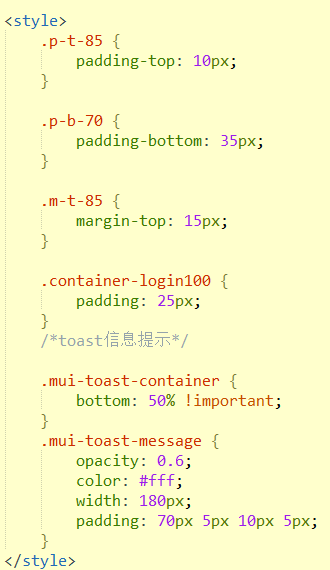 <style>
.p-t-85 {
padding-top: 10px;
}
.p-b-70 {
padding-bottom: 35px;
}
.m-t-85 {
margin-top: 15px;
}
.container-login100 {
padding: 25px;
}
/*toast信息提示*/
.mui-toast-container {
bottom: 50% !important;
}
.mui-toast-message {
opacity: 0.6;
color: #fff;
width: 180px;
padding: 70px 5px 10px 5px;
}
</style>